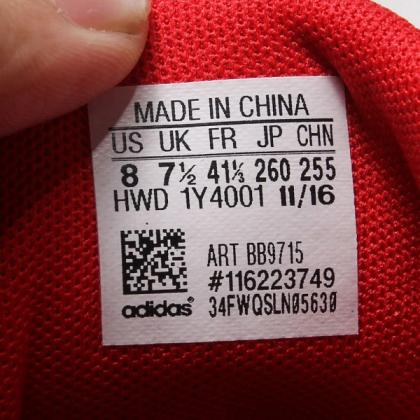 MADE IN CHINA
US UK FR JP CHN
8 7½ 41⅓ 260 255
HWD 1Y4001 11/16
ART BB9715
#116223749
adidas® 34FWQSLN05630